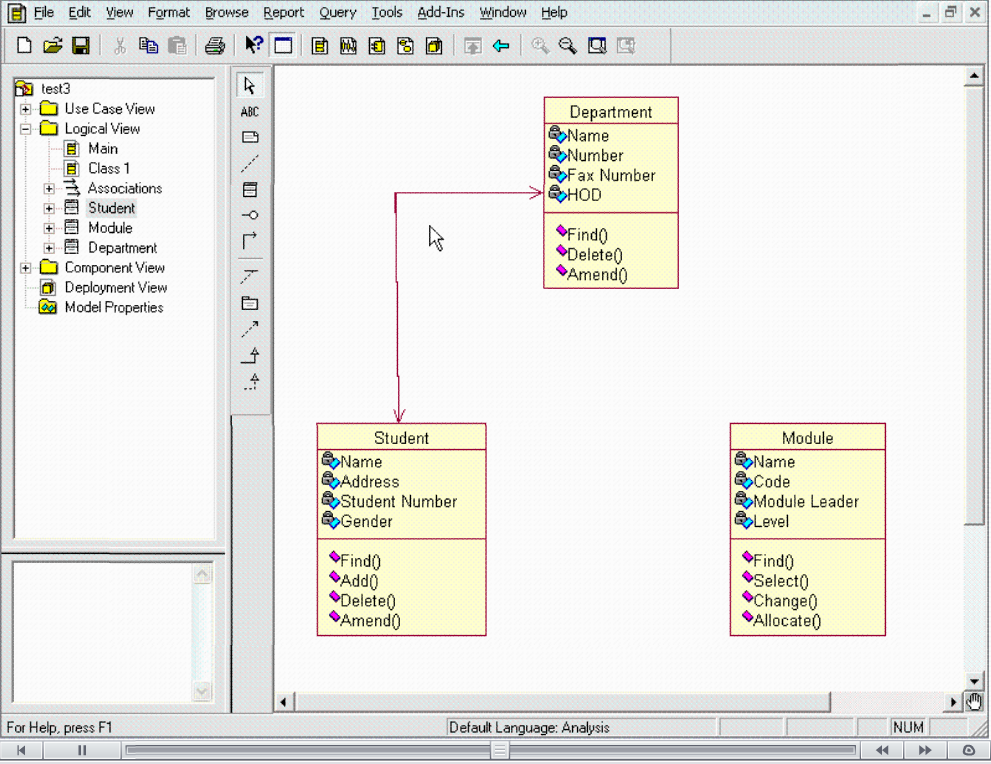 File Edit View Format Browse Report Query Tools Add-Ins Window Help
test3
Use Case View
Logical View
Main
Class 1
Associations
Student
Module
Department
Component View
Deployment View
Model Properties
ABC
Department
Name
Number
Fax Number
HOD
Find()
Delete()
Amend()
Student
Name
Address
Student Number
Gender
Find()
Add()
Delete()
Amend()
Module
Name
Code
Module Leader
Level
Find()
Select()
Change()
Allocate()
For Help, press F1
Default Language: Analysis
NUM